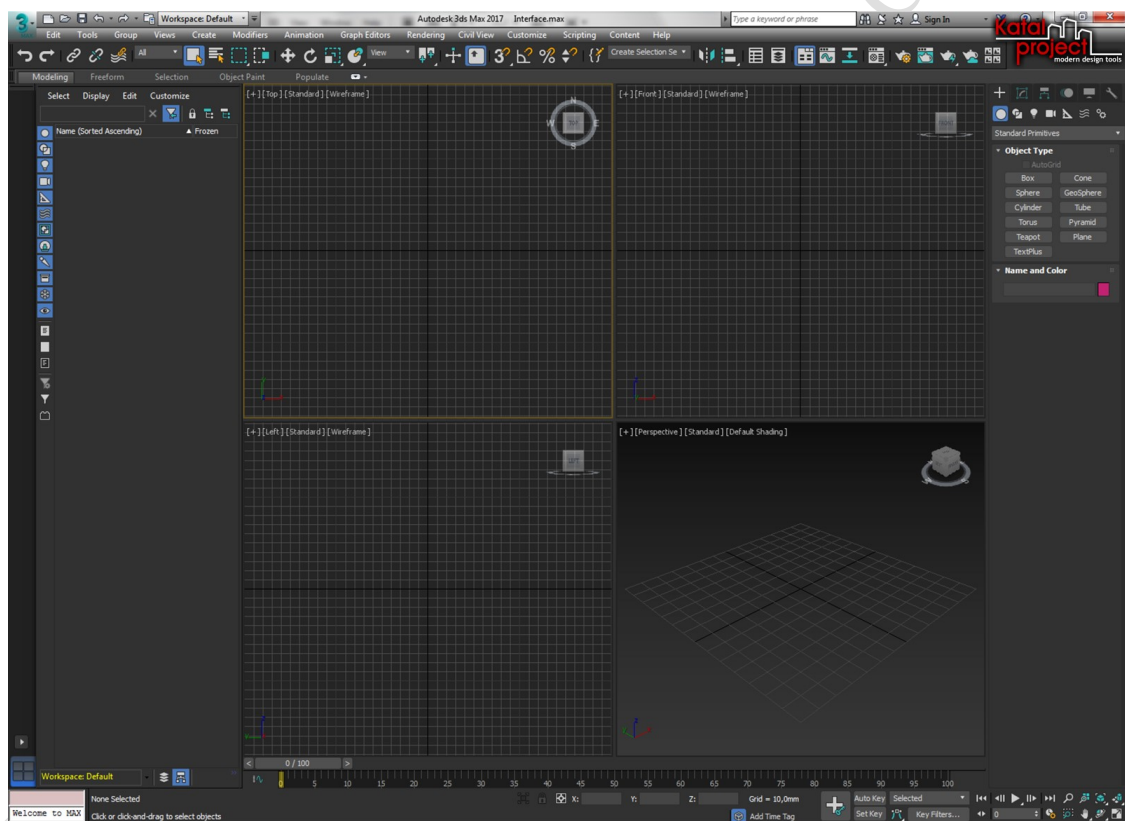 Workspace: Default
Autodesk 3ds Max 2017 Interface.max
Type a keyword or phrase
Sign In
Katal
project
modern design tools
Edit Tools Group Views Create Modifiers Animation Graph Editors Rendering Civil View Customize Scripting Content Help
All
View
Create Selection Se
Modeling Freeform Selection Object Paint Populate
Select Display Edit Customize
Name (Sorted Ascending) ▲ Frozen
[+] [Top] [Standard] [Wireframe]
N
W E
S
TOP
[+] [Front] [Standard] [Wireframe]
Standard Primitives
Object Type
AutoGrid
Box Cone
Sphere GeoSphere
Cylinder Tube
Torus Pyramid
Teapot Plane
TextPlus
Name and Color
[+] [Left] [Standard] [Wireframe]
LEFT
[+] [Perspective] [Standard] [Default Shading]
< 0 / 100 >
Workspace: Default
0 5 10 15 20 25 30 35 40 45 50 55 60 65 70 75 80 85 90 95 100
None Selected
X: Y: Z: Grid = 10,0mm
Auto Key Selected
Welcome to MAX
Click or click-and-drag to select objects
Add Time Tag
Set Key Key Filters...
0